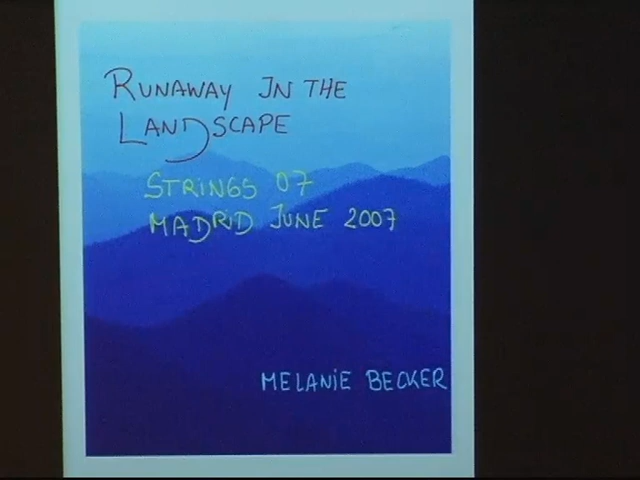 RUNAWAY IN THE
LANDSCAPE
STRINGS 07
MADRID JUNE 2007
MELANIE BECKER